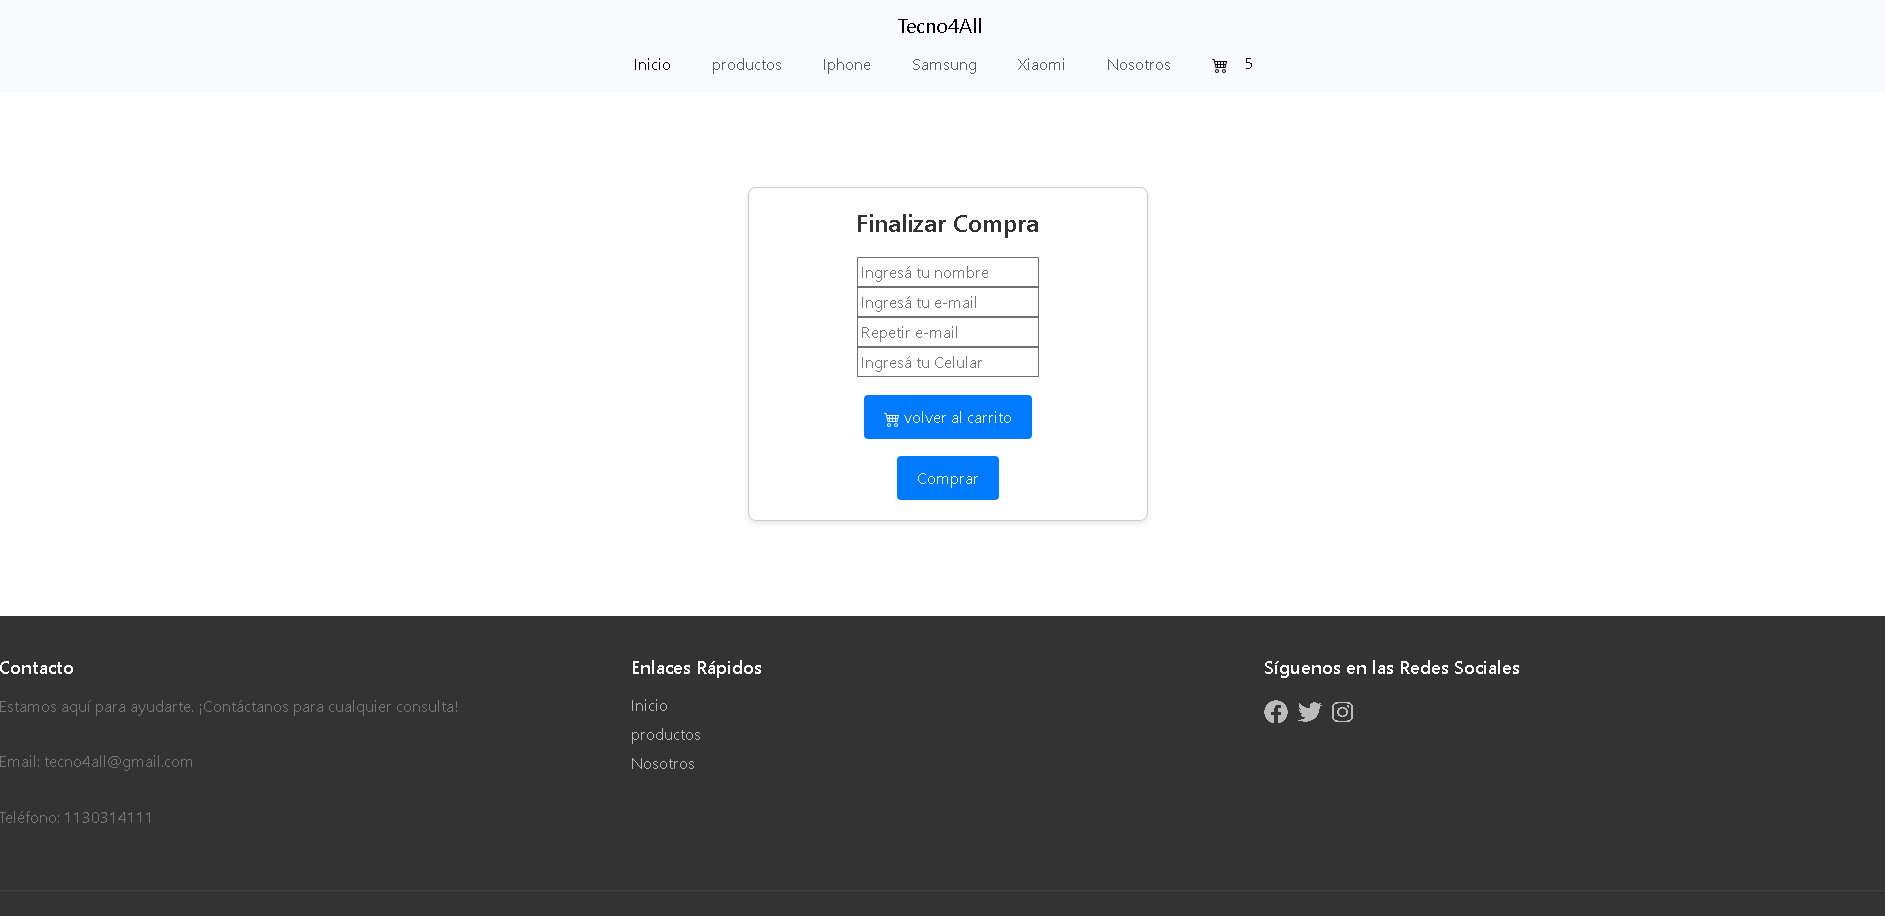 Tecno4All
Inicio productos Iphone Samsung Xiaomi Nosotros 5
Finalizar Compra
Ingresá tu nombre
Ingresá tu e-mail
Repetir e-mail
Ingresá tu Celular
volver al carrito
Comprar
Contacto
Estamos aquí para ayudarte. ¡Contáctanos para cualquier consulta!
Email: tecno4all@gmail.com
Teléfono: 1130314111
Enlaces Rápidos
Inicio
productos
Nosotros
Síguenos en las Redes Sociales